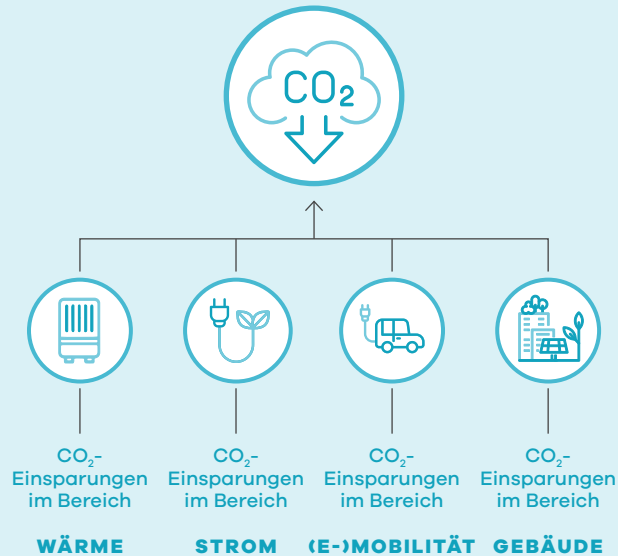 CO₂
CO₂-
Einsparungen
im Bereich
WÄRME
CO₂-
Einsparungen
im Bereich
STROM
CO₂-
Einsparungen
im Bereich
(E-)MOBILITÄT
CO₂-
Einsparungen
im Bereich
GEBÄUDE